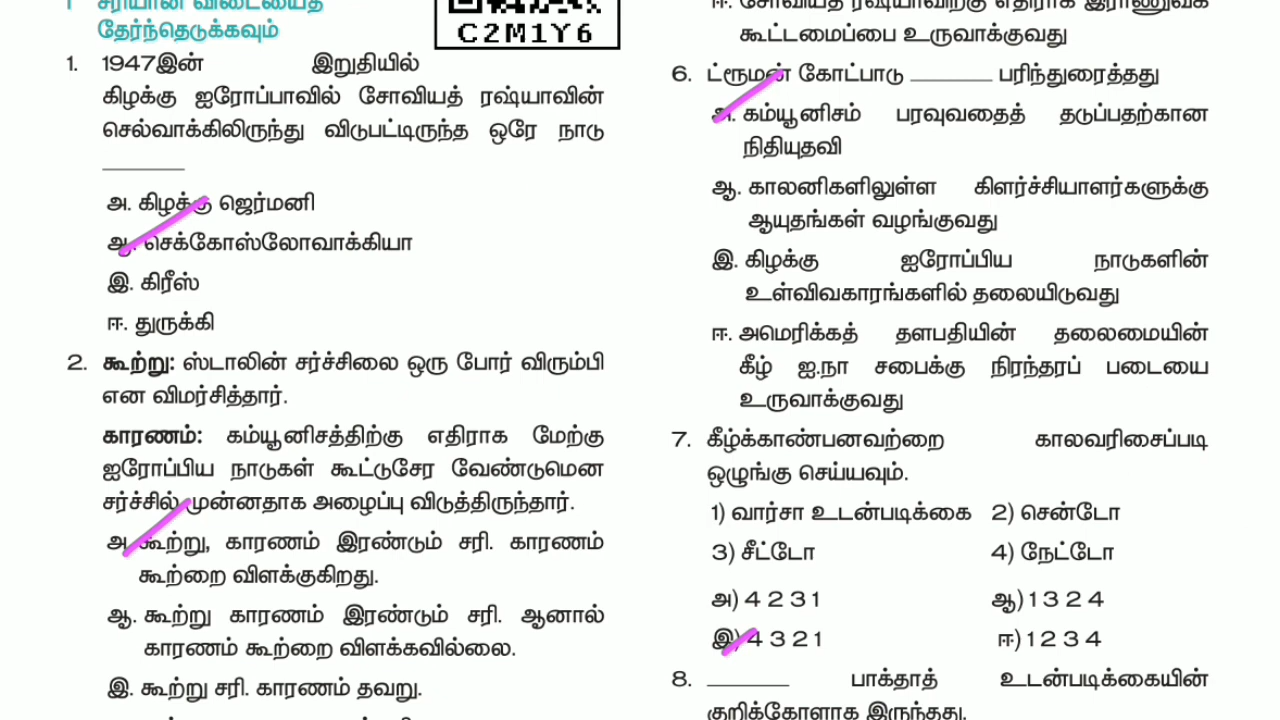 I சரியான விடையைத்
தேர்ந்தெடுக்கவும்
C2M1Y6
1. 1947இன் இறுதியில்
கிழக்கு ஐரோப்பாவில் சோவியத் ரஷ்யாவின்
செல்வாக்கிலிருந்து விடுபட்டிருந்த ஒரே நாடு
________
அ. கிழக்கு ஜெர்மனி
ஆ. செக்கோஸ்லோவாக்கியா
இ. கிரீஸ்
ஈ. துருக்கி
2. கூற்று: ஸ்டாலின் சர்ச்சிலை ஒரு போர் விரும்பி
என விமர்சித்தார்.
காரணம்: கம்யூனிசத்திற்கு எதிராக மேற்கு
ஐரோப்பிய நாடுகள் கூட்டுசேர வேண்டுமென
சர்ச்சில் முன்னதாக அழைப்பு விடுத்திருந்தார்.
அ. கூற்று, காரணம் இரண்டும் சரி. காரணம்
கூற்றை விளக்குகிறது.
ஆ. கூற்று காரணம் இரண்டும் சரி. ஆனால்
காரணம் கூற்றை விளக்கவில்லை.
இ. கூற்று சரி. காரணம் தவறு.
ஈ. சோவியத் ரஷ்யாவிற்கு எதிராக இராணுவக்
கூட்டமைப்பை உருவாக்குவது
6. ட்ரூமன் கோட்பாடு ________ பரிந்துரைத்தது
அ. கம்யூனிசம் பரவுவதைத் தடுப்பதற்கான
நிதியுதவி
ஆ. காலனிகளிலுள்ள கிளர்ச்சியாளர்களுக்கு
ஆயுதங்கள் வழங்குவது
இ. கிழக்கு ஐரோப்பிய நாடுகளின்
உள்விவகாரங்களில் தலையிடுவது
ஈ. அமெரிக்கத் தளபதியின் தலைமையின்
கீழ் ஐ.நா சபைக்கு நிரந்தரப் படையை
உருவாக்குவது
7. கீழ்க்காண்பனவற்றை காலவரிசைப்படி
ஒழுங்கு செய்யவும்.
1) வார்சா உடன்படிக்கை 2) சென்டோ
3) சீட்டோ 4) நேட்டோ
அ) 4 2 3 1 ஆ) 1 3 2 4
இ) 4 3 2 1 ஈ) 1 2 3 4
8. ________ பாக்தாத் உடன்படிக்கையின்
குறிக்கோளாக இருந்தது.